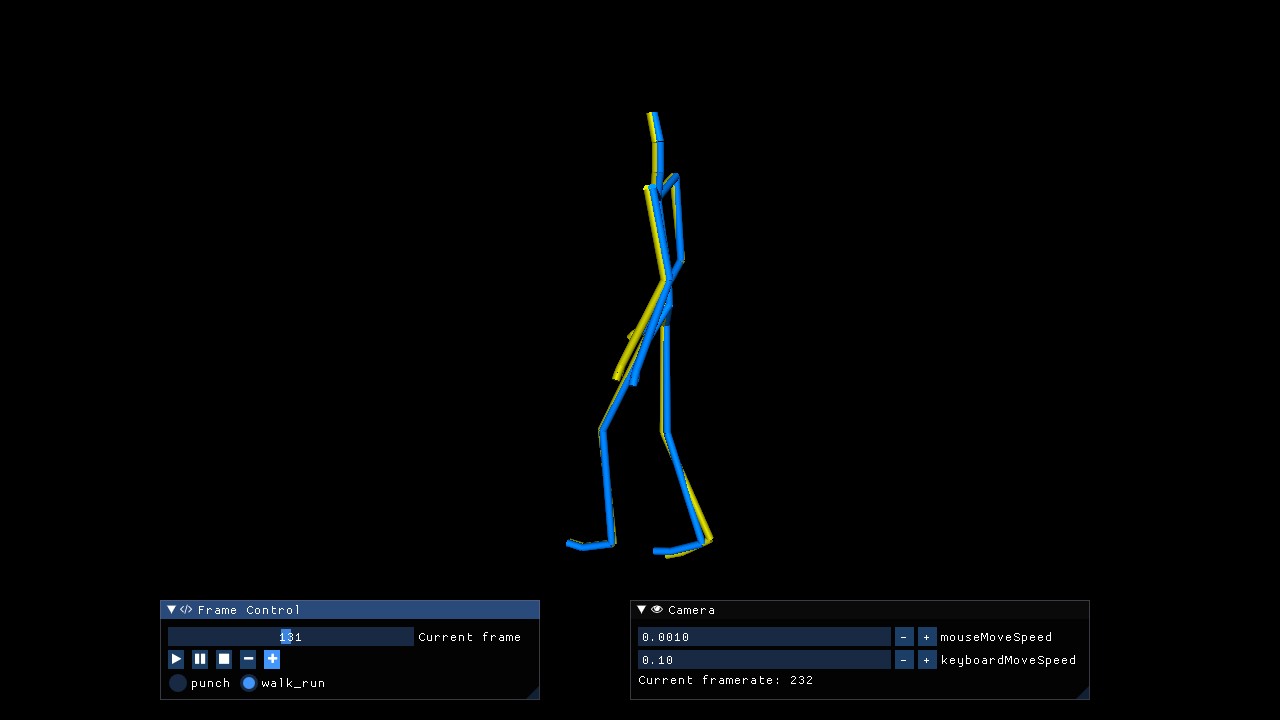 Frame Control
131 Current frame
punch walk_run
Camera
0.0010 - + mouseMoveSpeed
0.10 - + keyboardMoveSpeed
Current framerate: 232